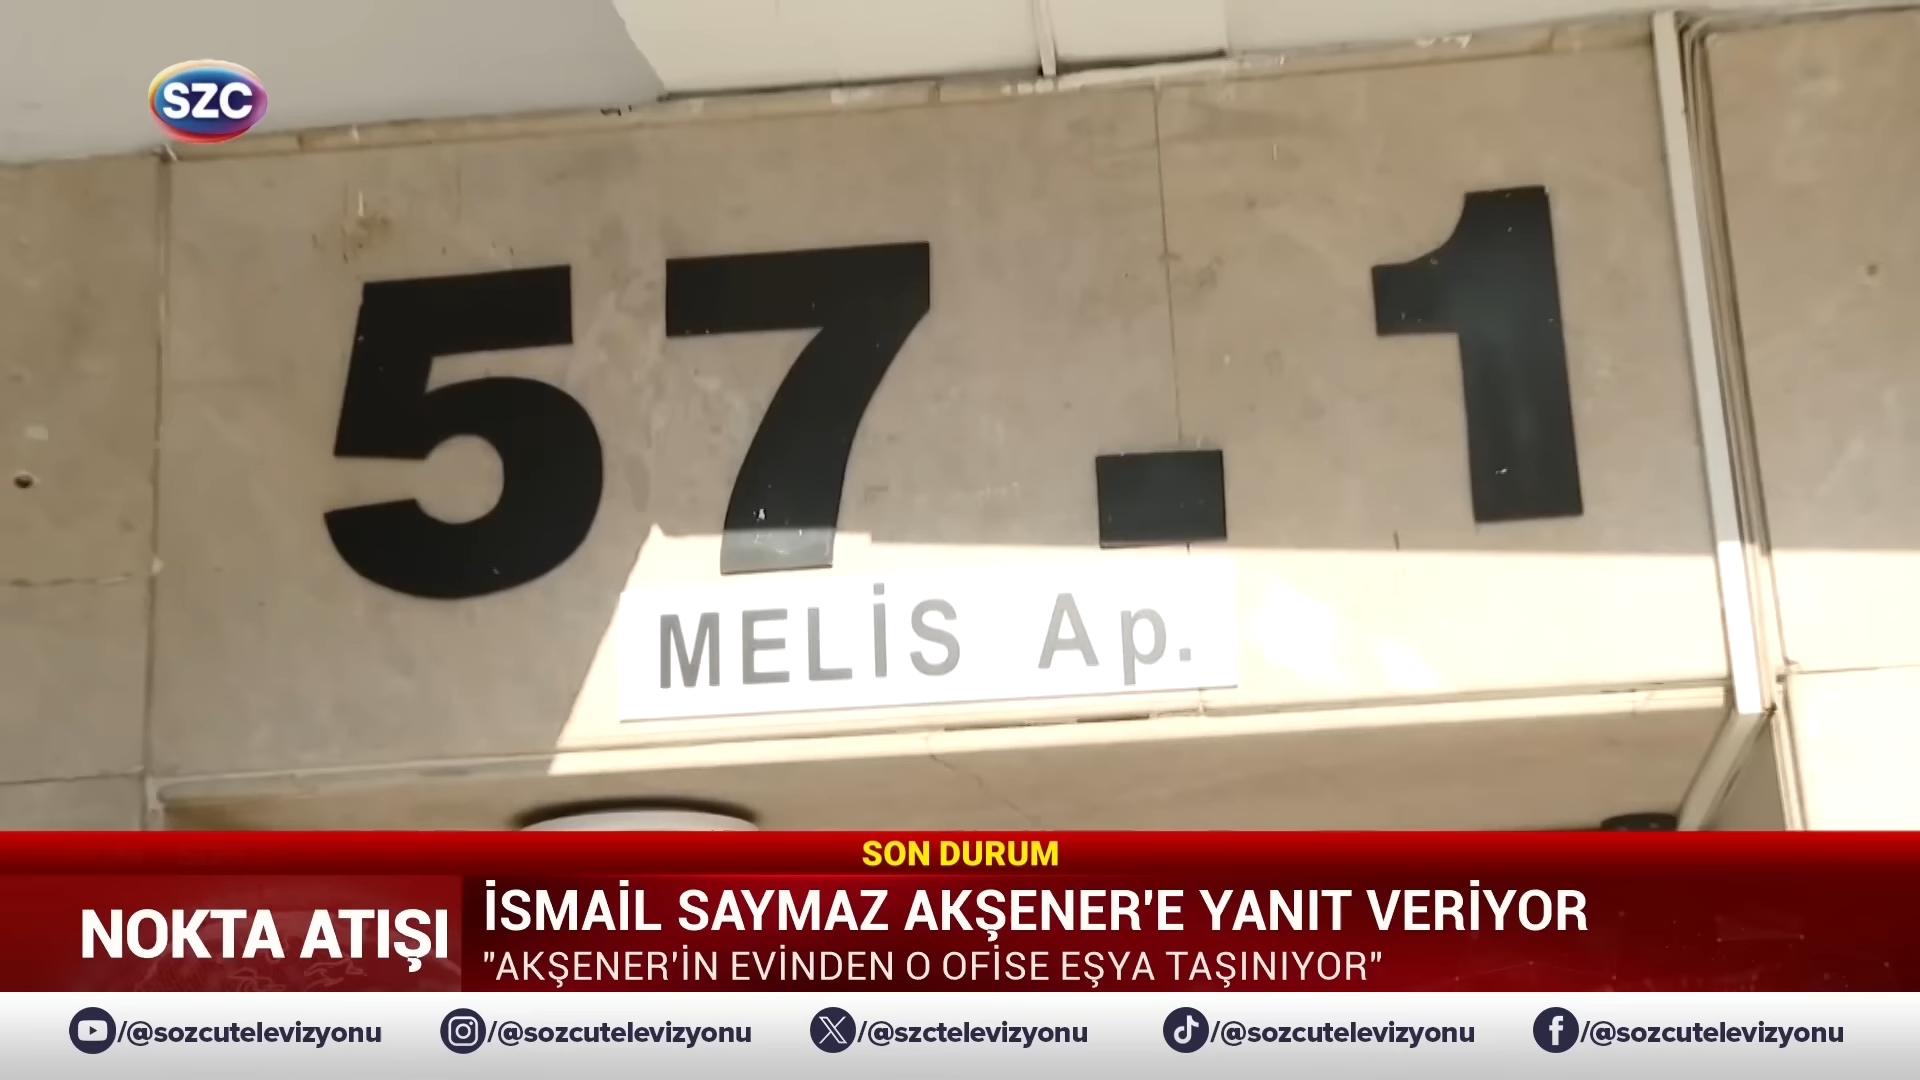 SZC
57.1
MELİS Ap.
SON DURUM
NOKTA ATIŞI
İSMAİL SAYMAZ AKŞENER'E YANIT VERİYOR
"AKŞENER'İN EVİNDEN O OFİSE EŞYA TAŞINIYOR"
/@sozcutelevizyonu /@sozcutelevizyonu /@szctelevizyonu /@sozcutelevizyonu /@sozcutelevizyonu